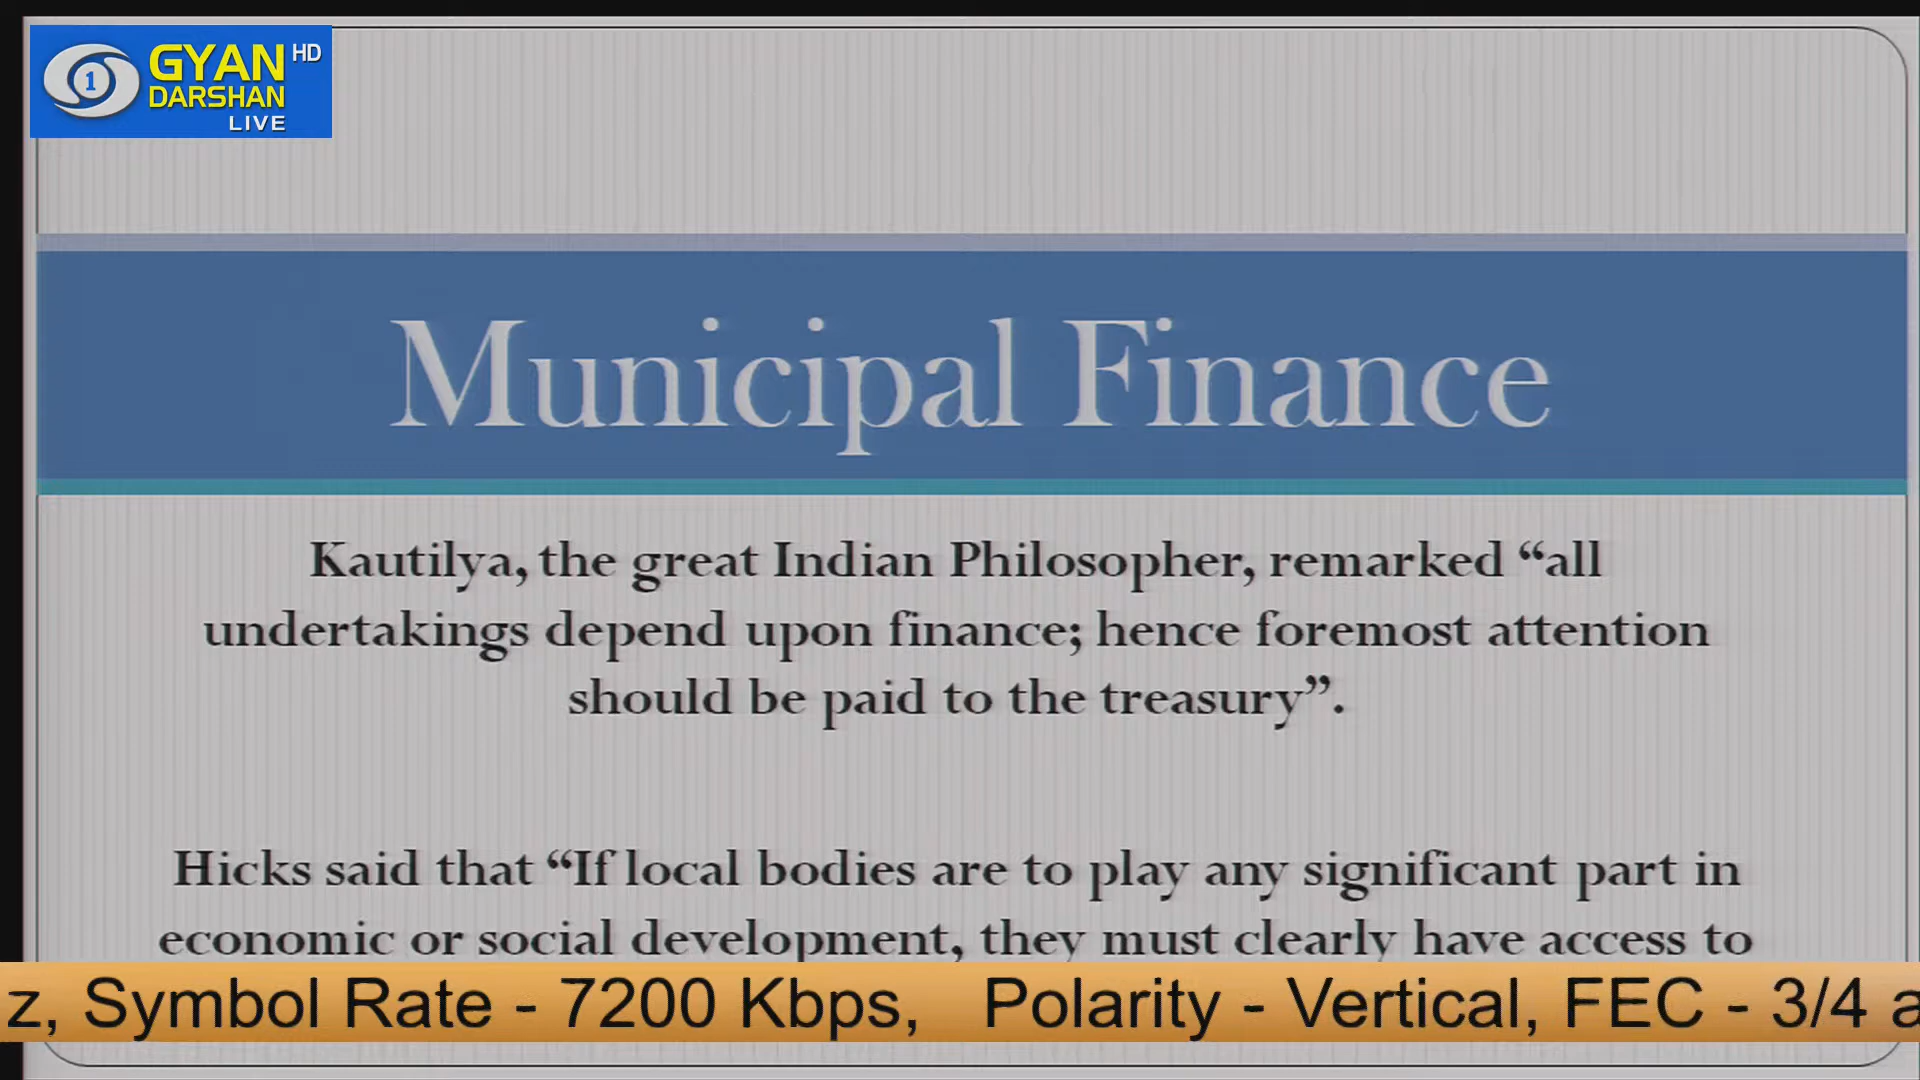 1
GYAN HD
DARSHAN
LIVE
Municipal Finance
Kautilya, the great Indian Philosopher, remarked “all
undertakings depend upon finance; hence foremost attention
should be paid to the treasury”.
Hicks said that “If local bodies are to play any significant part in
economic or social development, they must clearly have access to
z, Symbol Rate - 7200 Kbps, Polarity - Vertical, FEC - 3/4 a